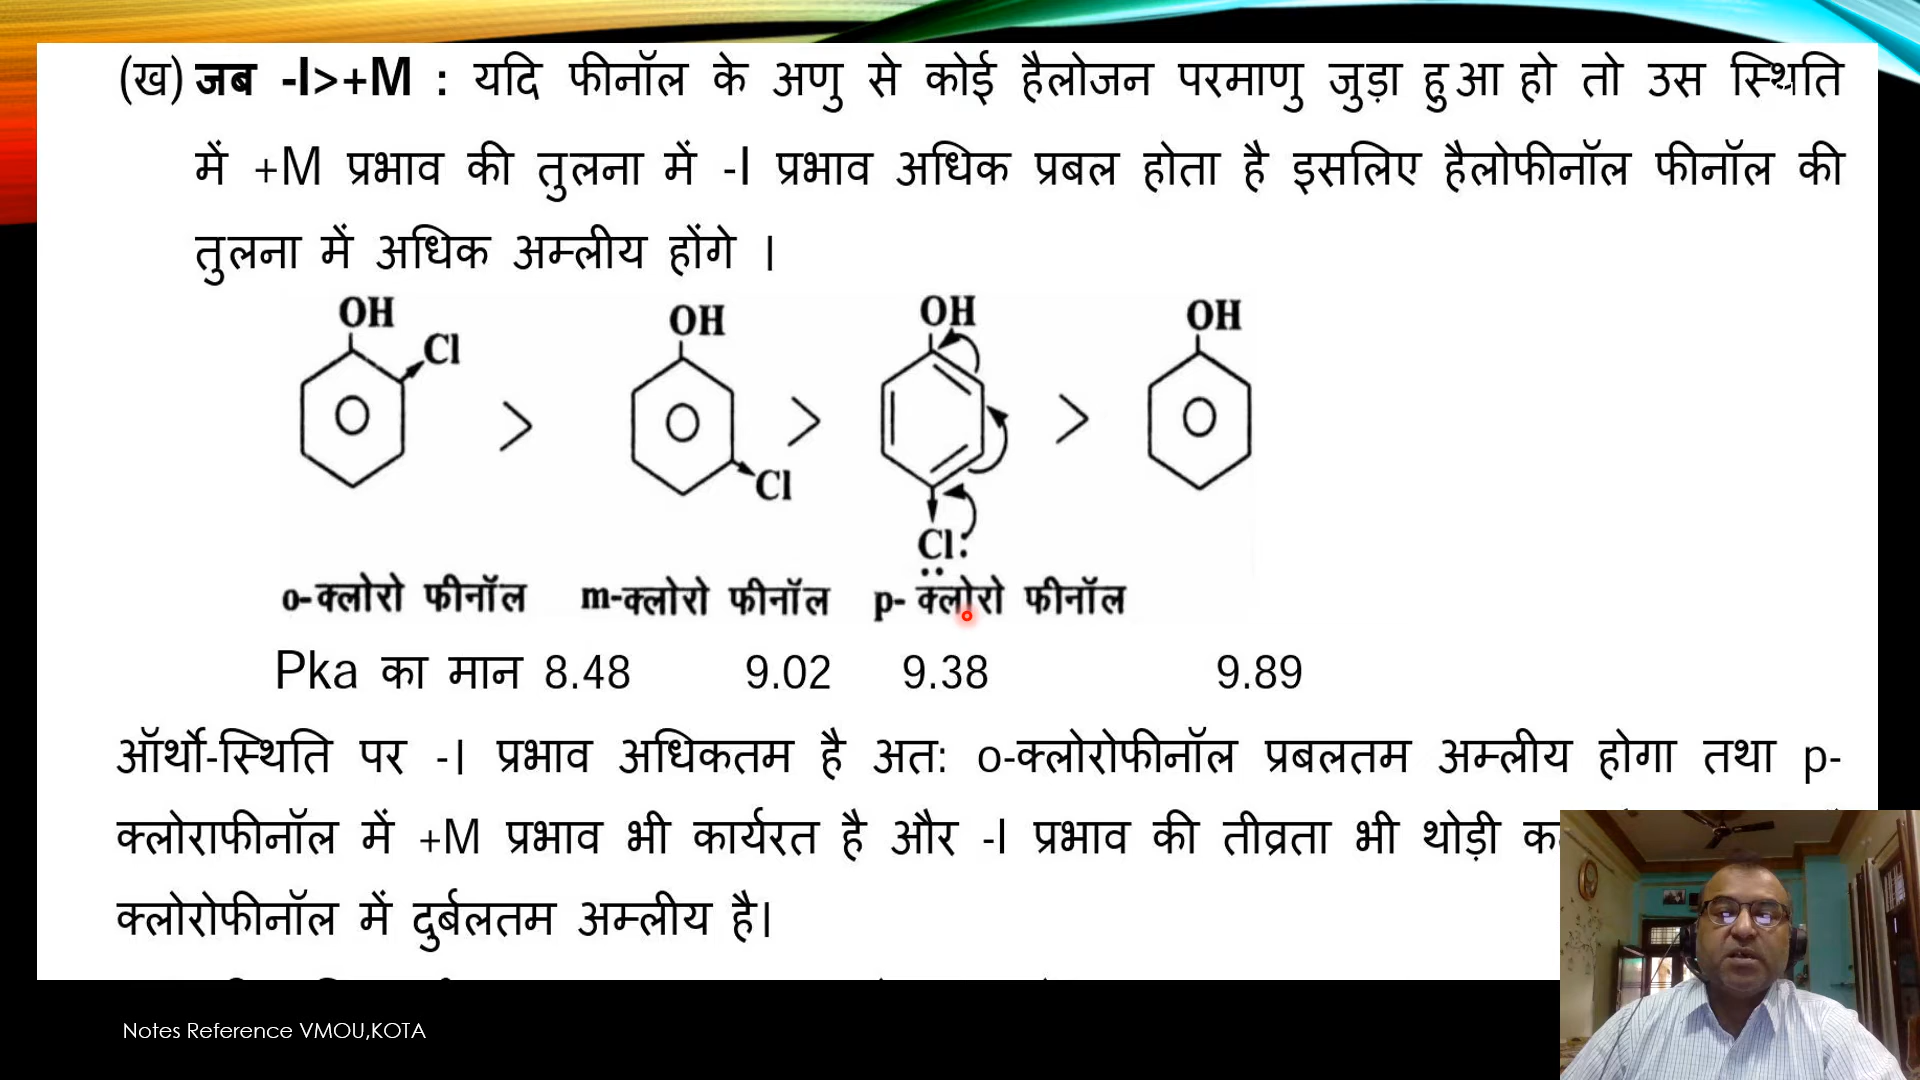 (ख) जब -I>+M : यदि फीनॉल के अणु से कोई हैलोजन परमाणु जुड़ा हुआ हो तो उस स्थिति
में +M प्रभाव की तुलना में -I प्रभाव अधिक प्रबल होता है इसलिए हैलोफीनॉल फीनॉल की
तुलना में अधिक अम्लीय होंगे ।
OH OH OH OH
Cl
> > >
Cl
Cl:
o-क्लोरो फीनॉल m-क्लोरो फीनॉल p- क्लोरो फीनॉल
Pka का मान 8.48 9.02 9.38 9.89
ऑर्थो-स्थिति पर -I प्रभाव अधिकतम है अत: o-क्लोरोफीनॉल प्रबलतम अम्लीय होगा तथा p-
क्लोराफीनॉल में +M प्रभाव भी कार्यरत है और -I प्रभाव की तीव्रता भी थोड़ी
क्लोरोफीनॉल में दुर्बलतम अम्लीय है।
Notes Reference VMOU,KOTA